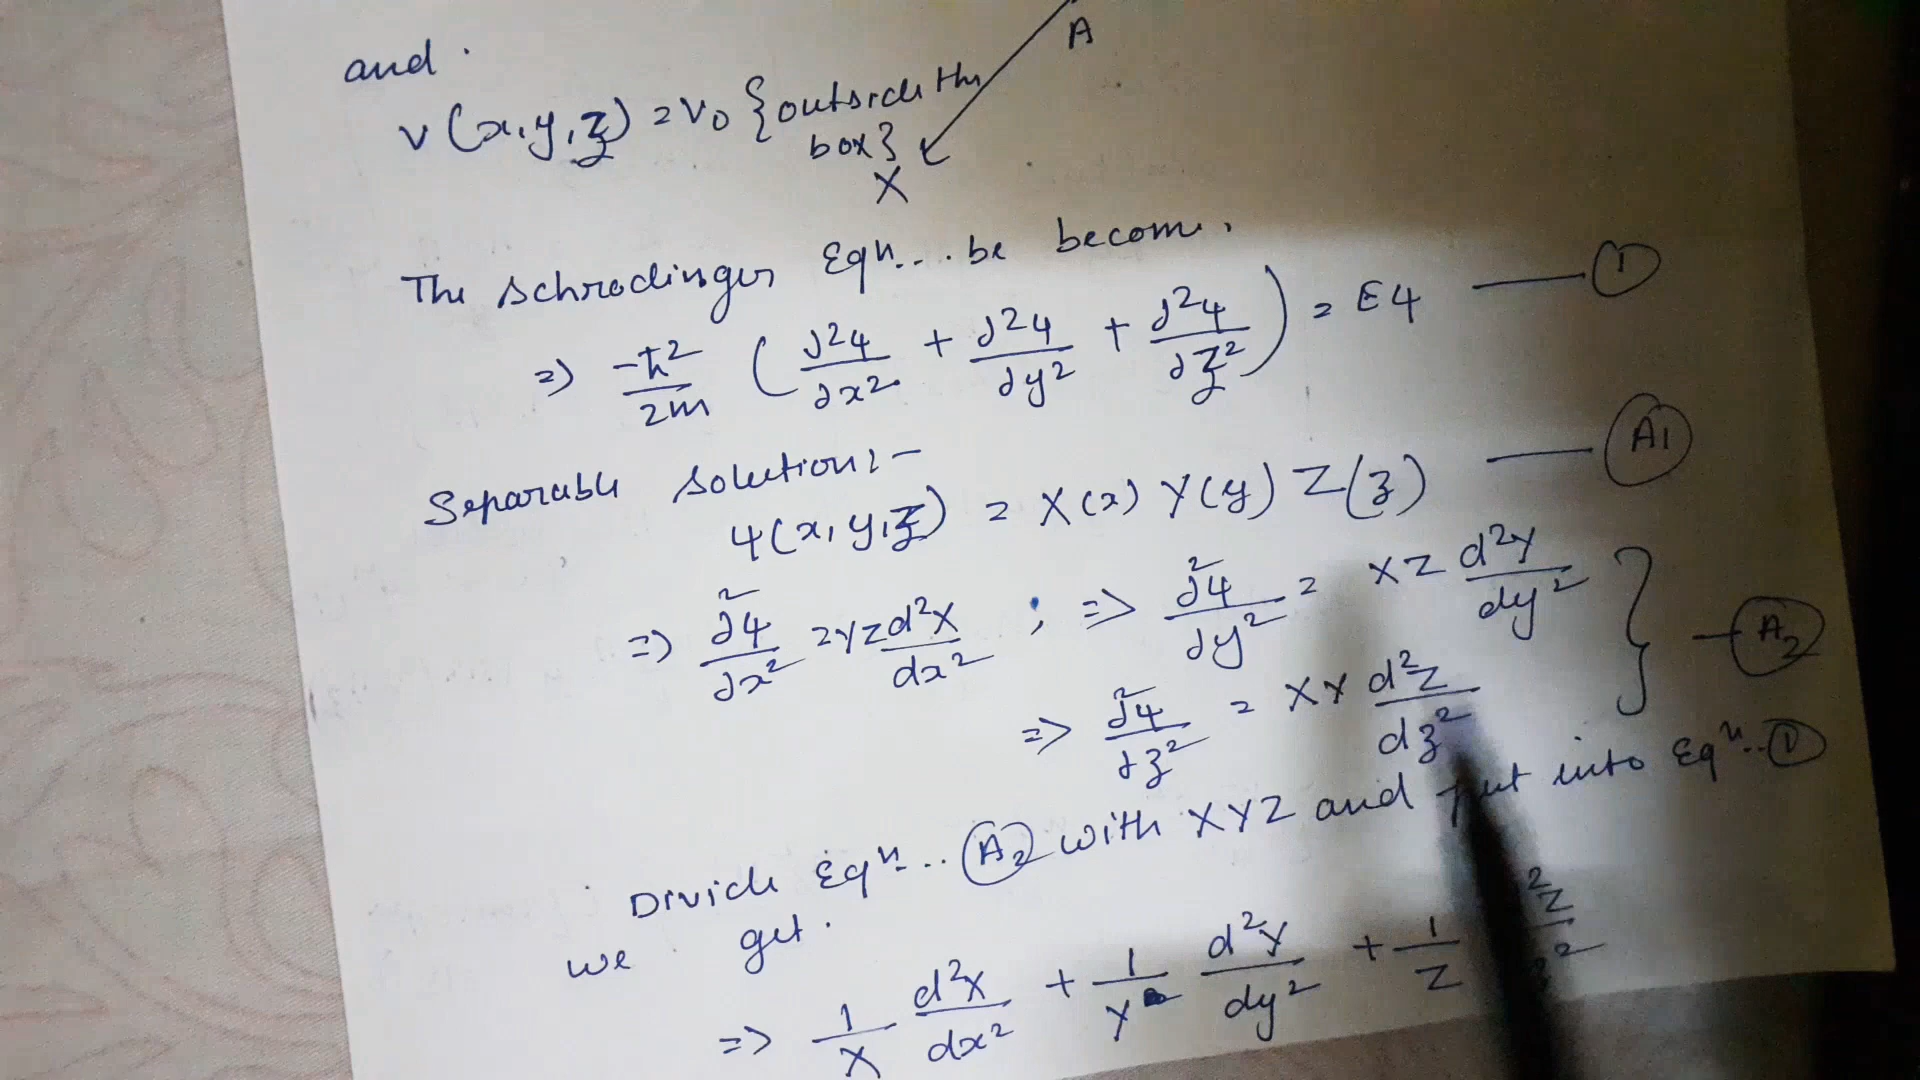 A
and.
V(x,y,z) = V₀ {outside the
box}
X
The schrodinger Eqⁿ... be become.
=> -ħ²/2m (∂²ψ/∂x² + ∂²ψ/∂y² + ∂²ψ/∂z²) = Eψ — ①
Separable solution:-
ψ(x,y,z) = X(x) Y(y) Z(z) — (A1)
=> ∂²ψ/∂x² = YZ d²X/dx² ; => ∂²ψ/∂y² = XZ d²Y/dy²
=> ∂²ψ/∂z² = XY d²Z/dz² } — (A₂)
Divide Eqⁿ.. (A₂) with XYZ and put into Eqⁿ.. ①
we get.
=> 1/X d²X/dx² + 1/Y d²Y/dy² + 1/Z